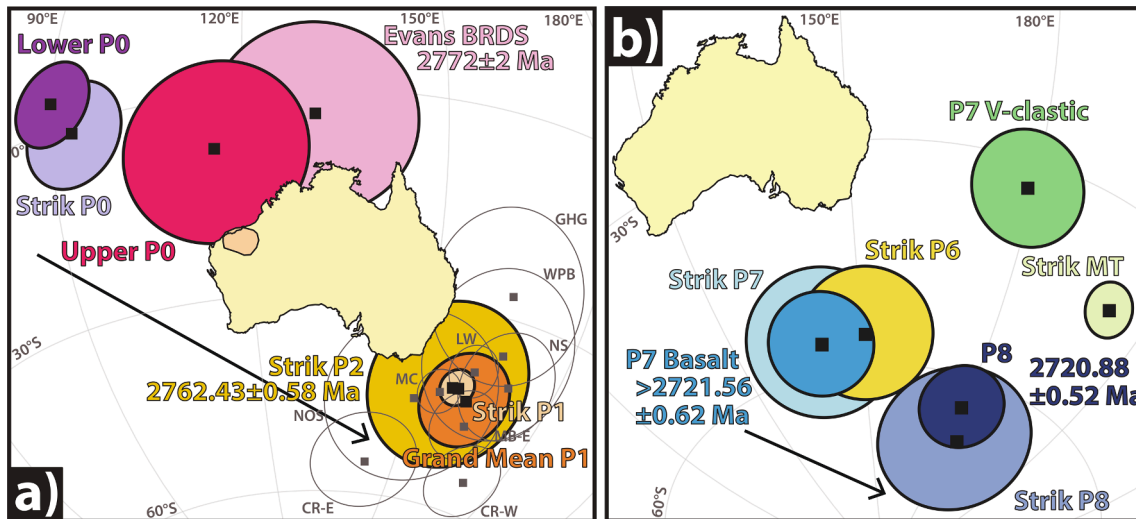 90°E
120°E
150°E
180°E
Lower P0
Evans BRDS
2772±2 Ma
0°
Strik P0
GHG
Upper P0
WPB
30°S
Strik P2
2762.43±0.58 Ma
LW
NS
MC
Strik P1
NOS
MB-E
Grand Mean P1
a)
60°S
CR-E
CR-W
b)
150°E
180°E
P7 V-clastic
30°S
Strik P7
Strik P6
Strik MT
P7 Basalt
>2721.56
±0.62 Ma
P8
2720.88
±0.52 Ma
Strik P8
60°S